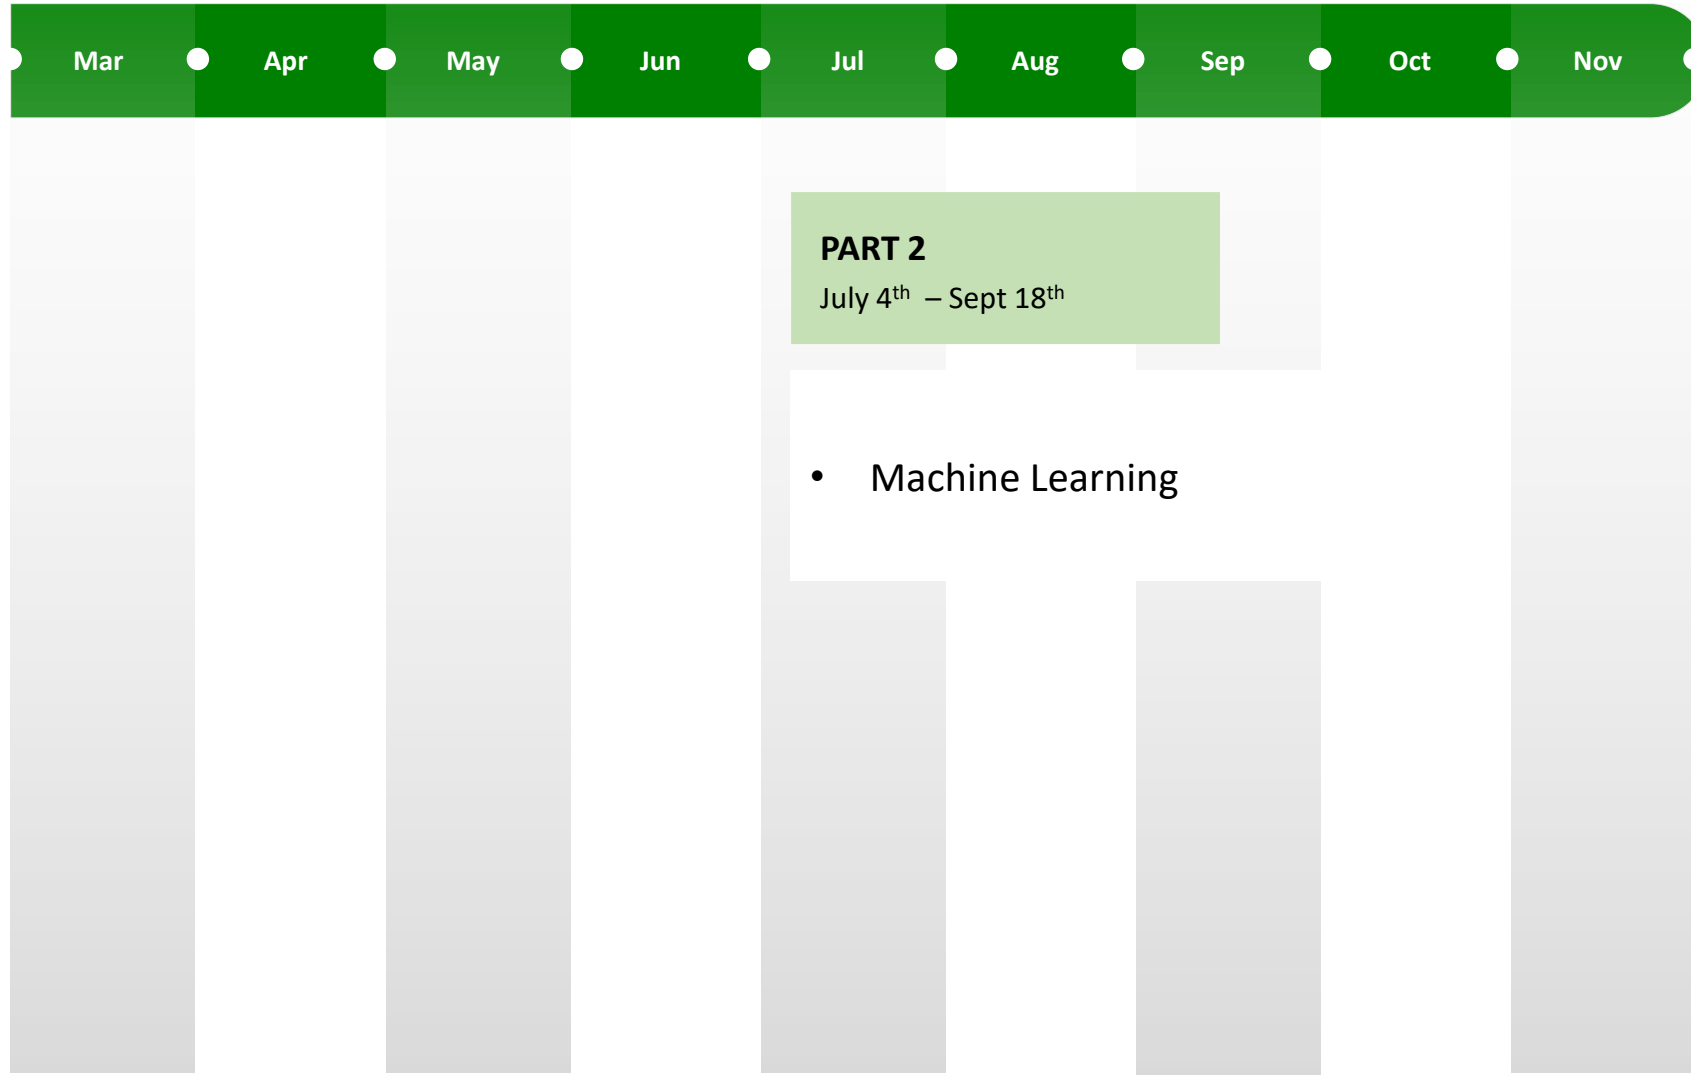 Mar Apr May Jun Jul Aug Sep Oct Nov
PART 2
July 4th – Sept 18th
• Machine Learning